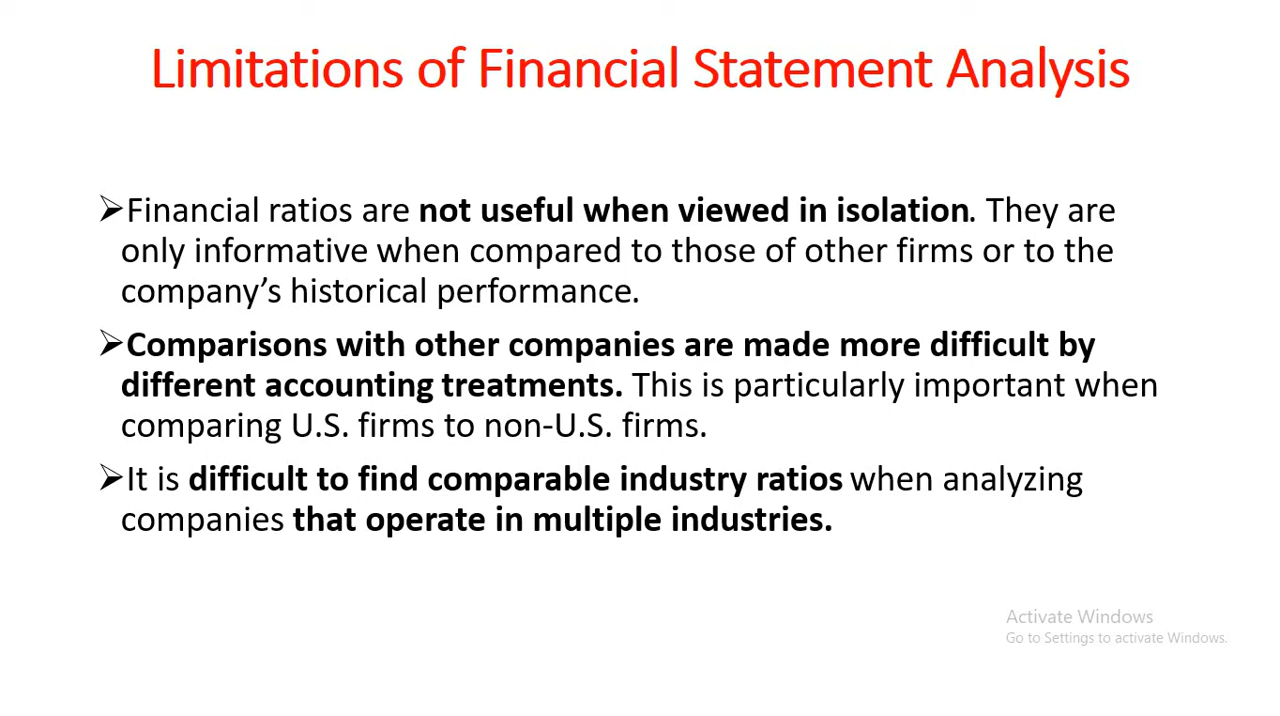 Limitations of Financial Statement Analysis
➢Financial ratios are not useful when viewed in isolation. They are
only informative when compared to those of other firms or to the
company’s historical performance.
➢Comparisons with other companies are made more difficult by
different accounting treatments. This is particularly important when
comparing U.S. firms to non-U.S. firms.
➢It is difficult to find comparable industry ratios when analyzing
companies that operate in multiple industries.
Activate Windows
Go to Settings to activate Windows.